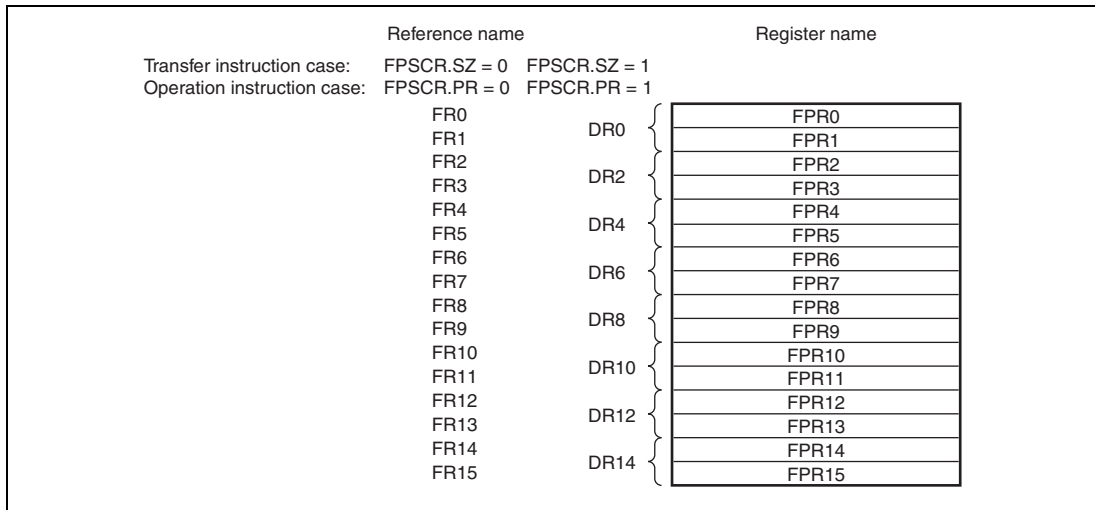 Reference name Register name
Transfer instruction case: FPSCR.SZ = 0 FPSCR.SZ = 1
Operation instruction case: FPSCR.PR = 0 FPSCR.PR = 1
FR0 FPR0
DR0
FR1 FPR1
FR2 FPR2
DR2
FR3 FPR3
FR4 FPR4
DR4
FR5 FPR5
FR6 FPR6
DR6
FR7 FPR7
FR8 FPR8
DR8
FR9 FPR9
FR10 FPR10
DR10
FR11 FPR11
FR12 FPR12
DR12
FR13 FPR13
FR14 FPR14
DR14
FR15 FPR15